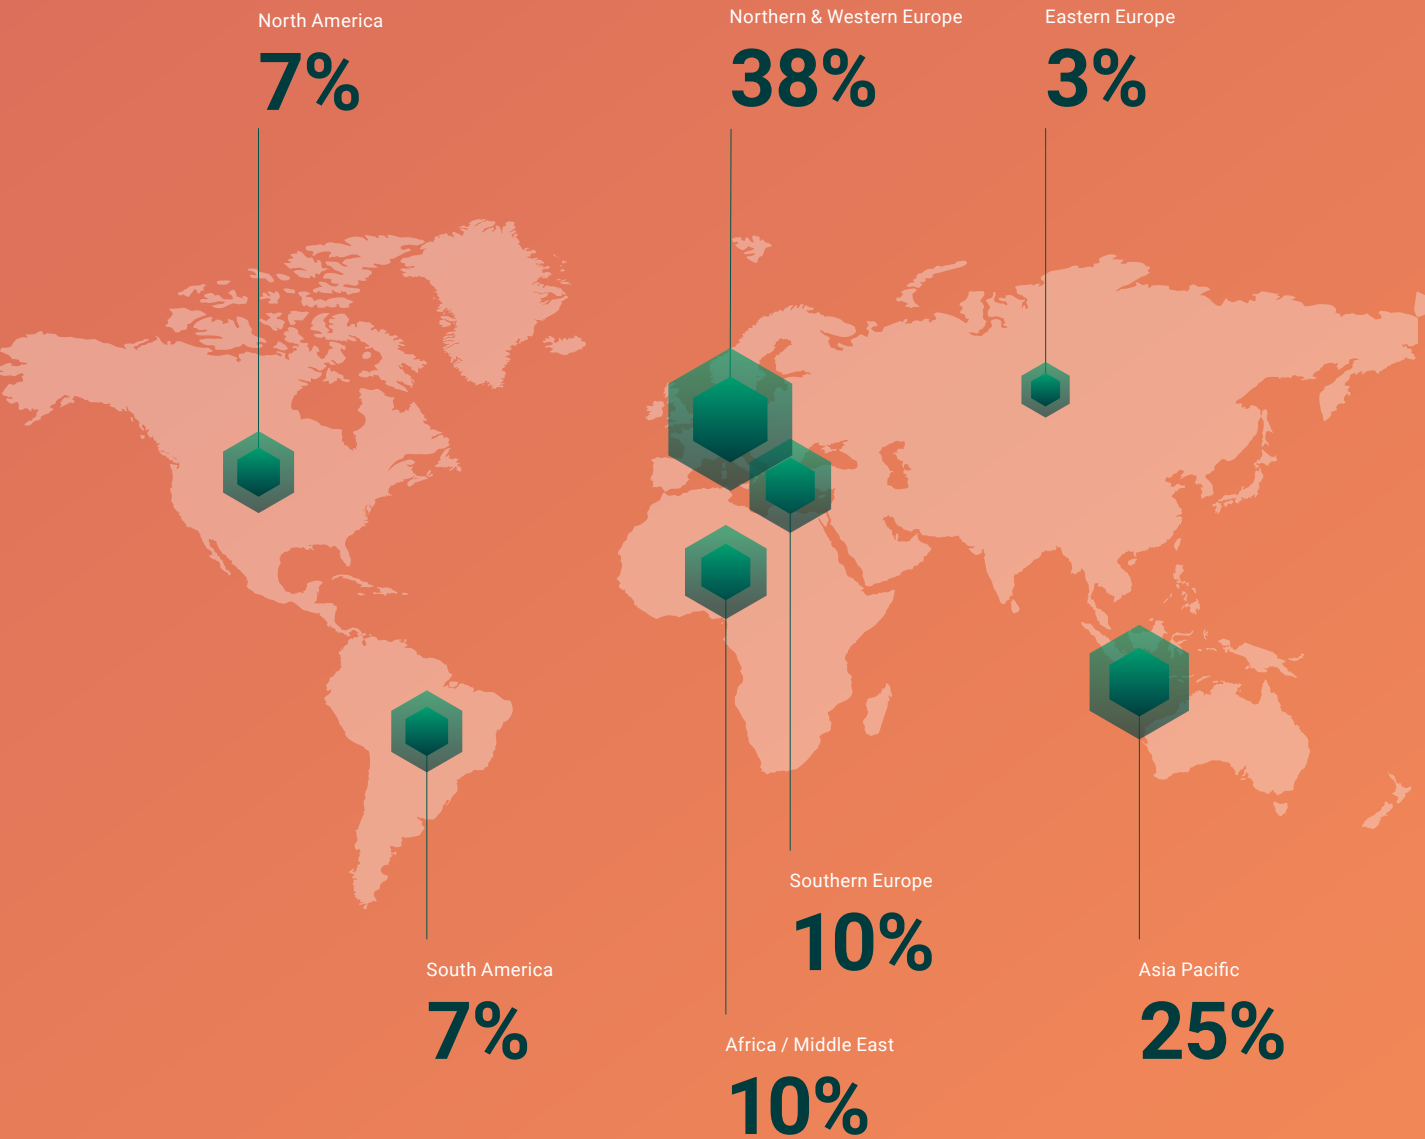 North America
7%
Northern & Western Europe
38%
Eastern Europe
3%
Southern Europe
10%
South America
7%
Asia Pacific
25%
Africa / Middle East
10%